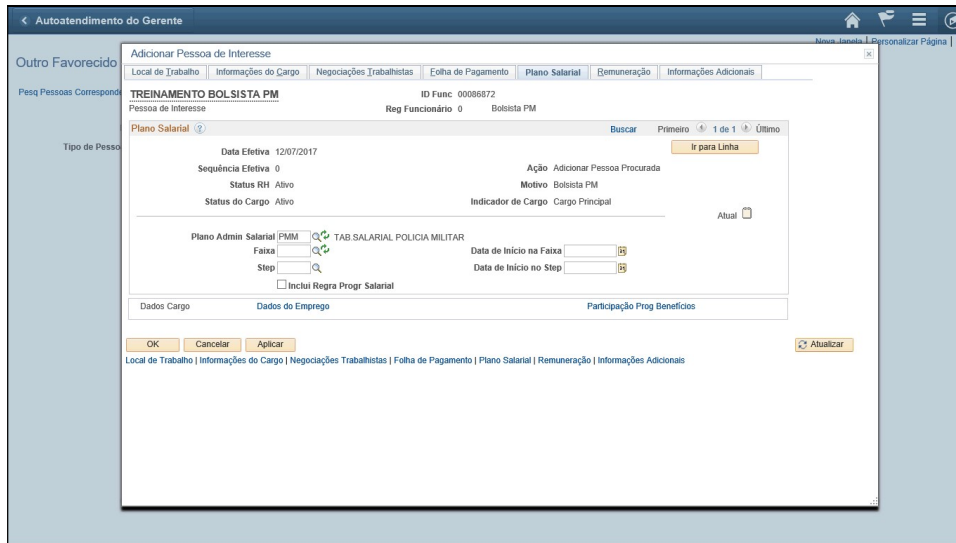 Autoatendimento do Gerente
Nova Janela | Personalizar Página |
Outro Favorecido
Pesq Pessoas Corresponde
Tipo de Pesso
Adicionar Pessoa de Interesse
Local de Trabalho Informações do Cargo Negociações Trabalhistas Folha de Pagamento Plano Salarial Remuneração Informações Adicionais
TREINAMENTO BOLSISTA PM ID Func 00086872
Pessoa de Interesse Reg Funcionário 0 Bolsista PM
Plano Salarial ? Buscar Primeiro 1 de 1 Último
Data Efetiva 12/07/2017 Ir para Linha
Sequência Efetiva 0 Ação Adicionar Pessoa Procurada
Status RH Ativo Motivo Bolsista PM
Status do Cargo Ativo Indicador de Cargo Cargo Principal
Atual
Plano Admin Salarial PMM TAB.SALARIAL POLICIA MILITAR
Faixa Data de Início na Faixa
Step Data de Início no Step
Inclui Regra Progr Salarial
Dados Cargo Dados do Emprego Participação Prog Benefícios
OK Cancelar Aplicar Atualizar
Local de Trabalho | Informações do Cargo | Negociações Trabalhistas | Folha de Pagamento | Plano Salarial | Remuneração | Informações Adicionais